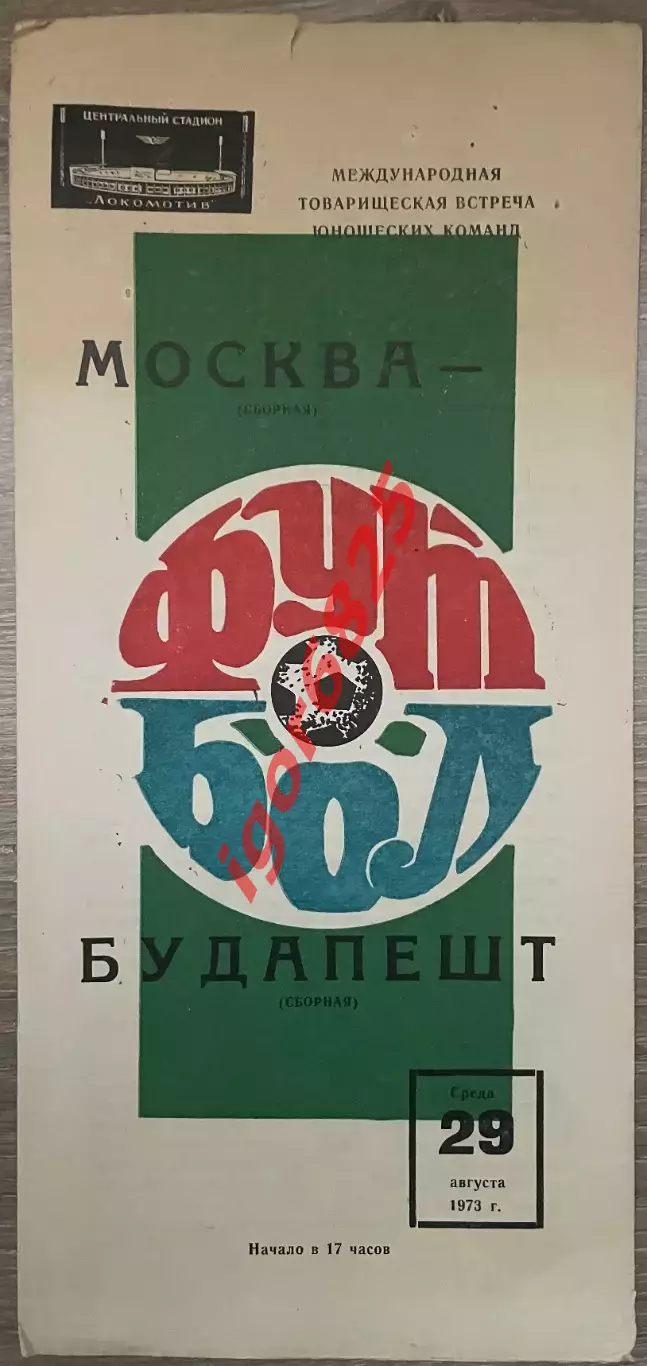 ЦЕНТРАЛЬНЫЙ СТАДИОН
„ЛОКОМОТИВ"
МЕЖДУНАРОДНАЯ
ТОВАРИЩЕСКАЯ ВСТРЕЧА
ЮНОШЕСКИХ КОМАНД
МОСКВА –
(СБОРНАЯ)
ФУТ
БОЛ
igor6825
БУДАПЕШТ
(СБОРНАЯ)
Среда
29
августа
1973 г.
Начало в 17 часов